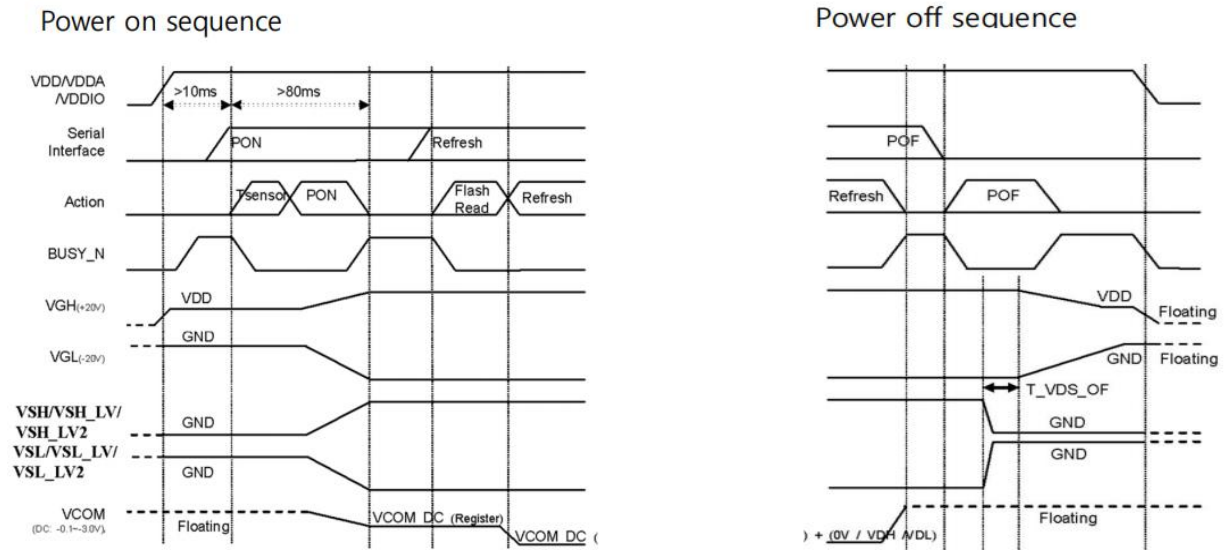 Power on sequence
Power off sequence
VDD/VDDA
/VDDIO
>10ms
>80ms
Serial
Interface
PON
Refresh
Action
Tsensor
PON
Flash
Read
Refresh
BUSY_N
VGH(+20V)
VDD
VGL(-20V)
GND
VSH/VSH_LV/
VSH_LV2
GND
VSL/VSL_LV/
VSL_LV2
GND
VCOM
(DC: -0.1~-3.0V)
Floating
VCOM_DC (Register)
VCOM_DC (
POF
Refresh
POF
VDD
Floating
GND
Floating
T_VDS_OF
GND
GND
Floating
) + (0V / VDH /VDL)